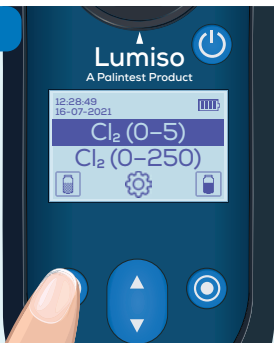 Lumiso
A Palintest Product
12:28:49
16-07-2021
Cl₂ (0–5)
Cl₂ (0–250)